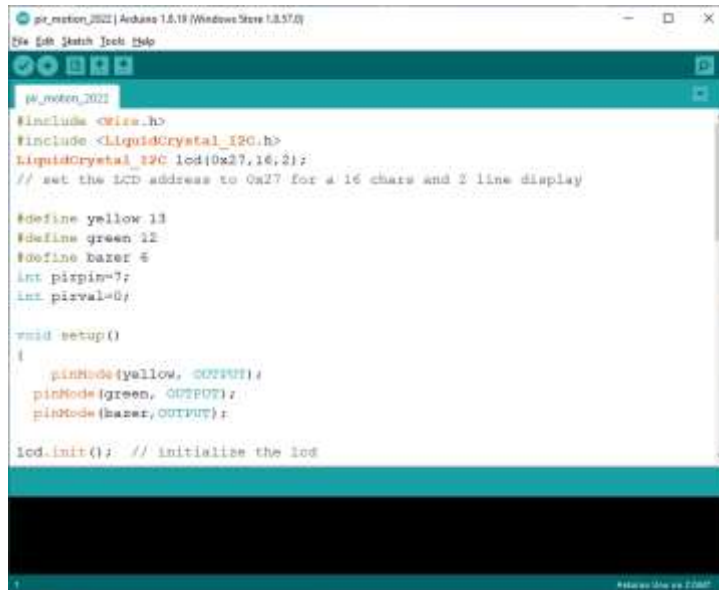 pir_motion_2022 | Arduino 1.8.19 (Windows Store 1.8.57.0)
File Edit Sketch Tools Help
pir_motion_2022
#include <Wire.h>
#include <LiquidCrystal_I2C.h>
LiquidCrystal_I2C lcd(0x27,16,2);
// set the LCD address to 0x27 for a 16 chars and 2 line display
#define yellow 13
#define green 12
#define bazer 6
int pirpin=7;
int pirval=0;
void setup()
{
pinMode(yellow, OUTPUT);
pinMode(green, OUTPUT);
pinMode(bazer,OUTPUT);
lcd.init(); // initialize the lcd
1
Arduino Uno on